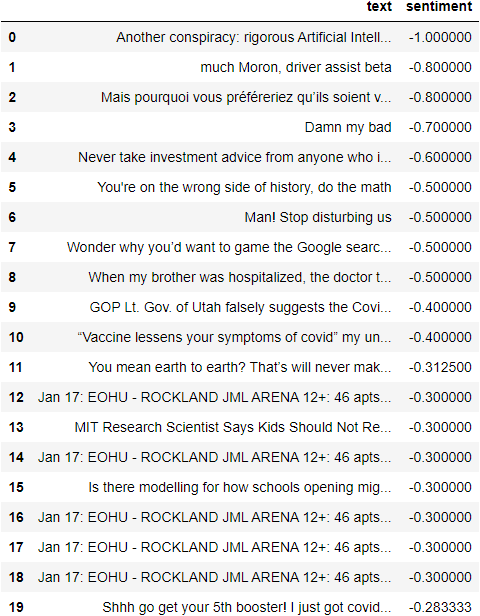 text sentiment
0 Another conspiracy: rigorous Artificial Intell... -1.000000
1 much Moron, driver assist beta -0.800000
2 Mais pourquoi vous préféreriez qu’ils soient v... -0.800000
3 Damn my bad -0.700000
4 Never take investment advice from anyone who i... -0.600000
5 You're on the wrong side of history, do the math -0.500000
6 Man! Stop disturbing us -0.500000
7 Wonder why you’d want to game the Google searc... -0.500000
8 When my brother was hospitalized, the doctor t... -0.500000
9 GOP Lt. Gov. of Utah falsely suggests the Covi... -0.400000
10 “Vaccine lessens your symptoms of covid” my un... -0.400000
11 You mean earth to earth? That’s will never mak... -0.312500
12 Jan 17: EOHU - ROCKLAND JML ARENA 12+: 46 apts... -0.300000
13 MIT Research Scientist Says Kids Should Not Re... -0.300000
14 Jan 17: EOHU - ROCKLAND JML ARENA 12+: 46 apts... -0.300000
15 Is there modelling for how schools opening mig... -0.300000
16 Jan 17: EOHU - ROCKLAND JML ARENA 12+: 46 apts... -0.300000
17 Jan 17: EOHU - ROCKLAND JML ARENA 12+: 46 apts... -0.300000
18 Jan 17: EOHU - ROCKLAND JML ARENA 12+: 46 apts... -0.300000
19 Shhh go get your 5th booster! I just got covid... -0.283333